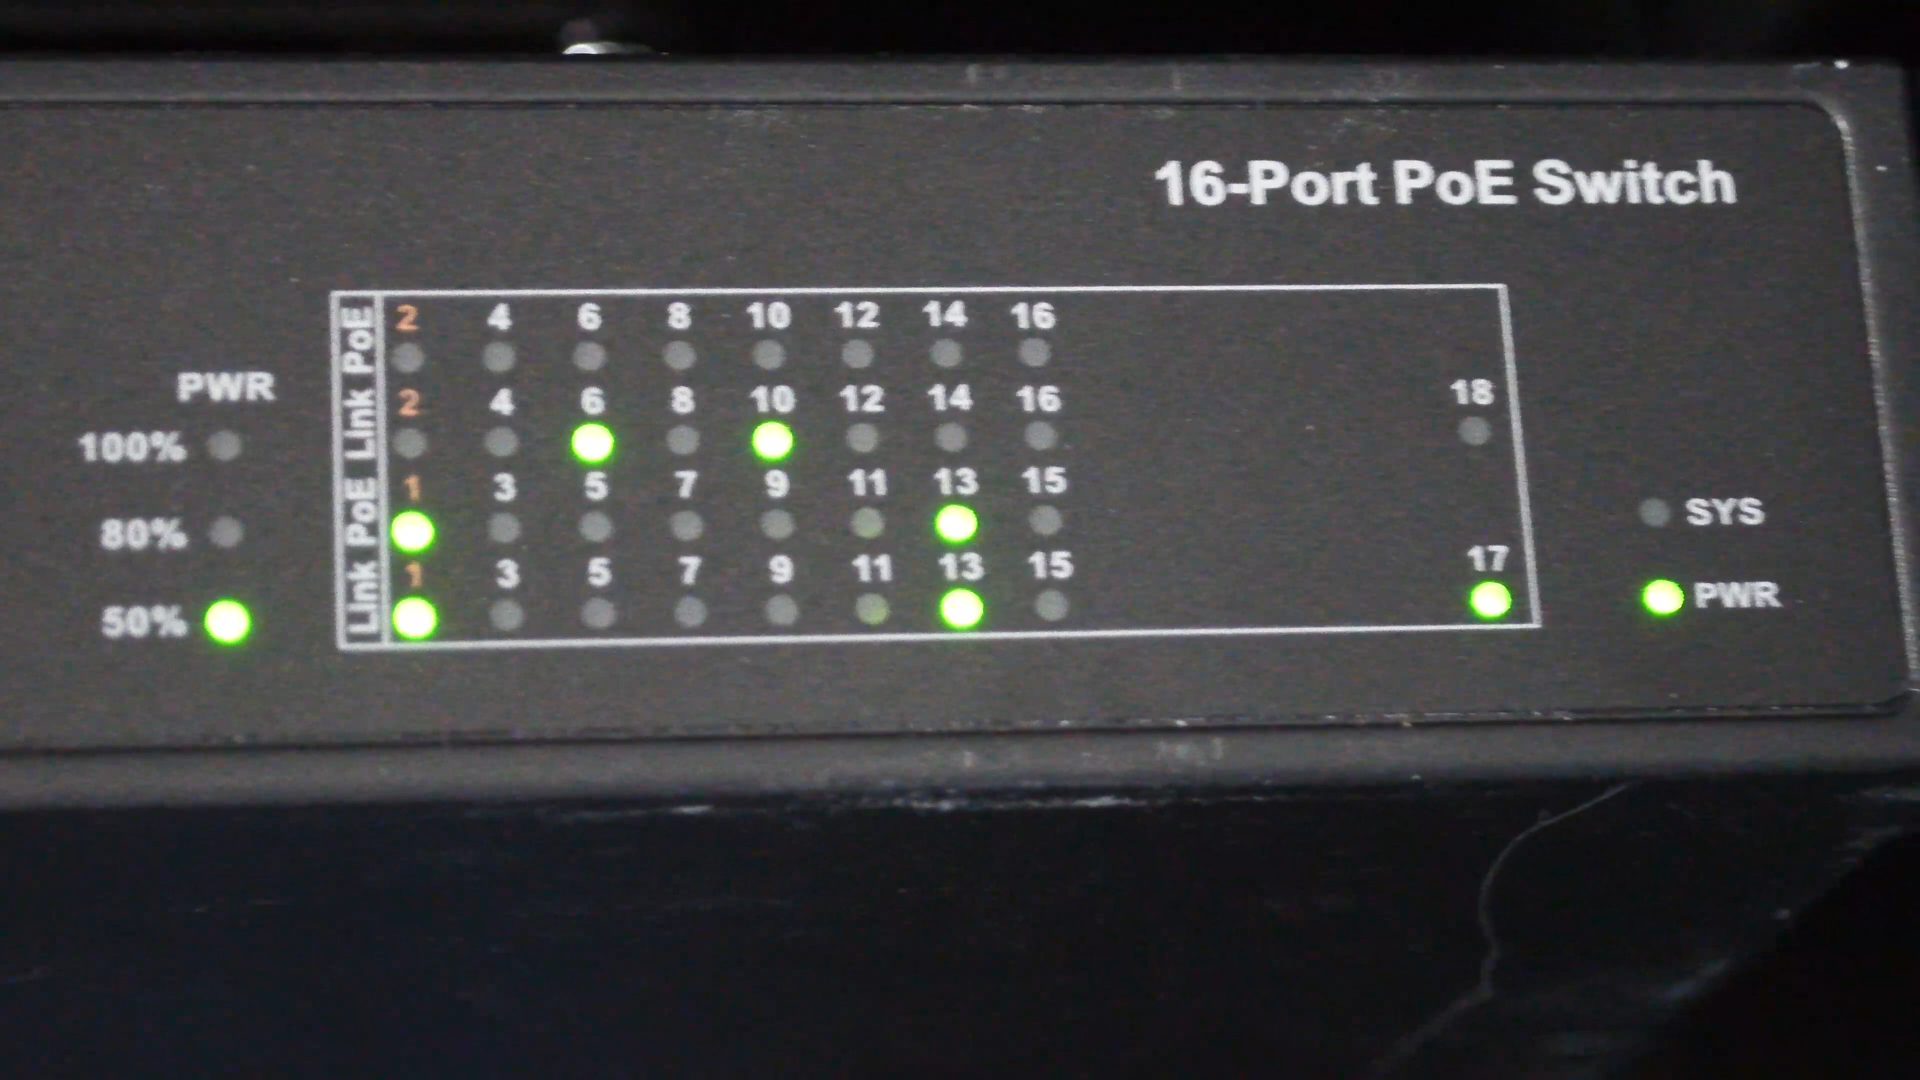 16-Port PoE Switch
PoE 2 4 6 8 10 12 14 16
PWR
Link 2 4 6 8 10 12 14 16 18
100%
PoE 1 3 5 7 9 11 13 15
80% SYS
Link 1 3 5 7 9 11 13 15 17
50% PWR